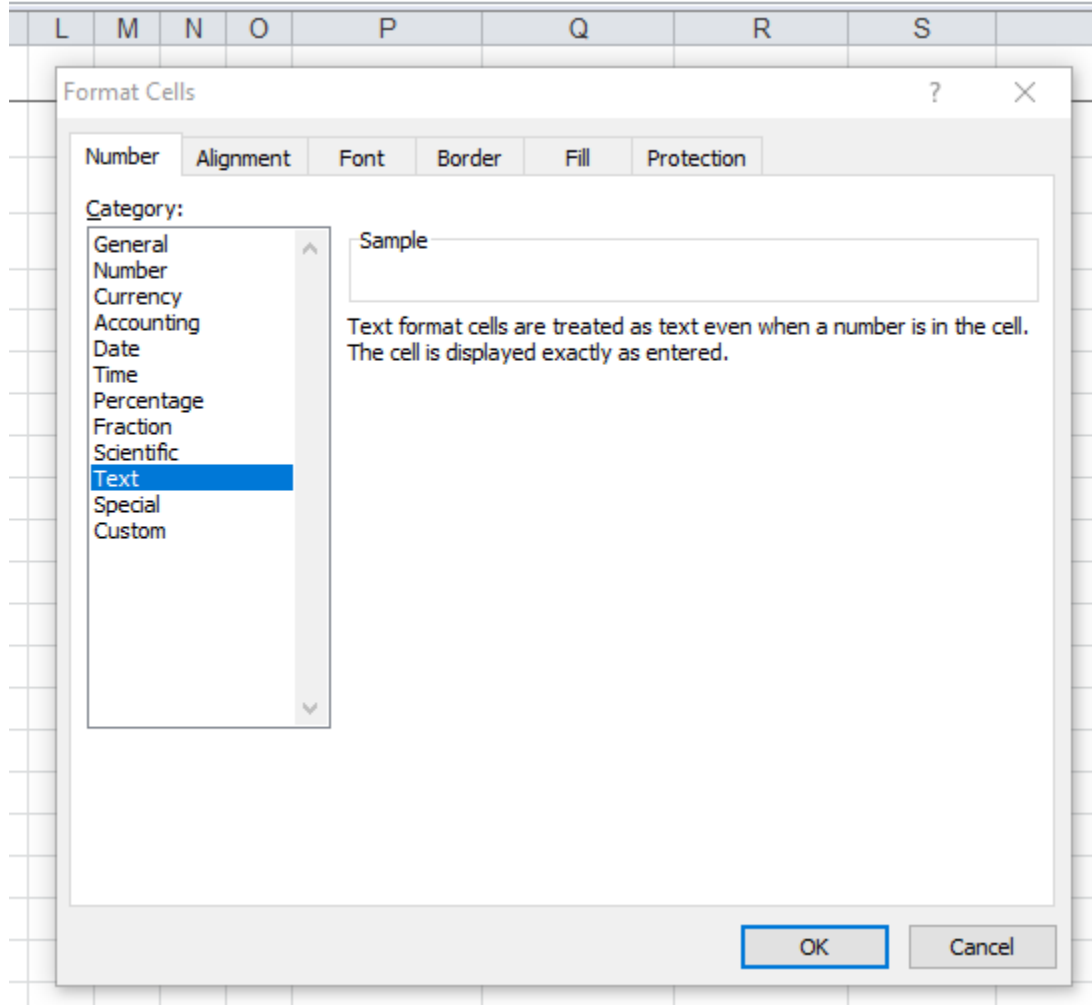 L M N O P Q R S
Format Cells ?
Number Alignment Font Border Fill Protection
Category:
General
Number
Currency
Accounting
Date
Time
Percentage
Fraction
Scientific
Text
Special
Custom
Sample
Text format cells are treated as text even when a number is in the cell.
The cell is displayed exactly as entered.
OK Cancel